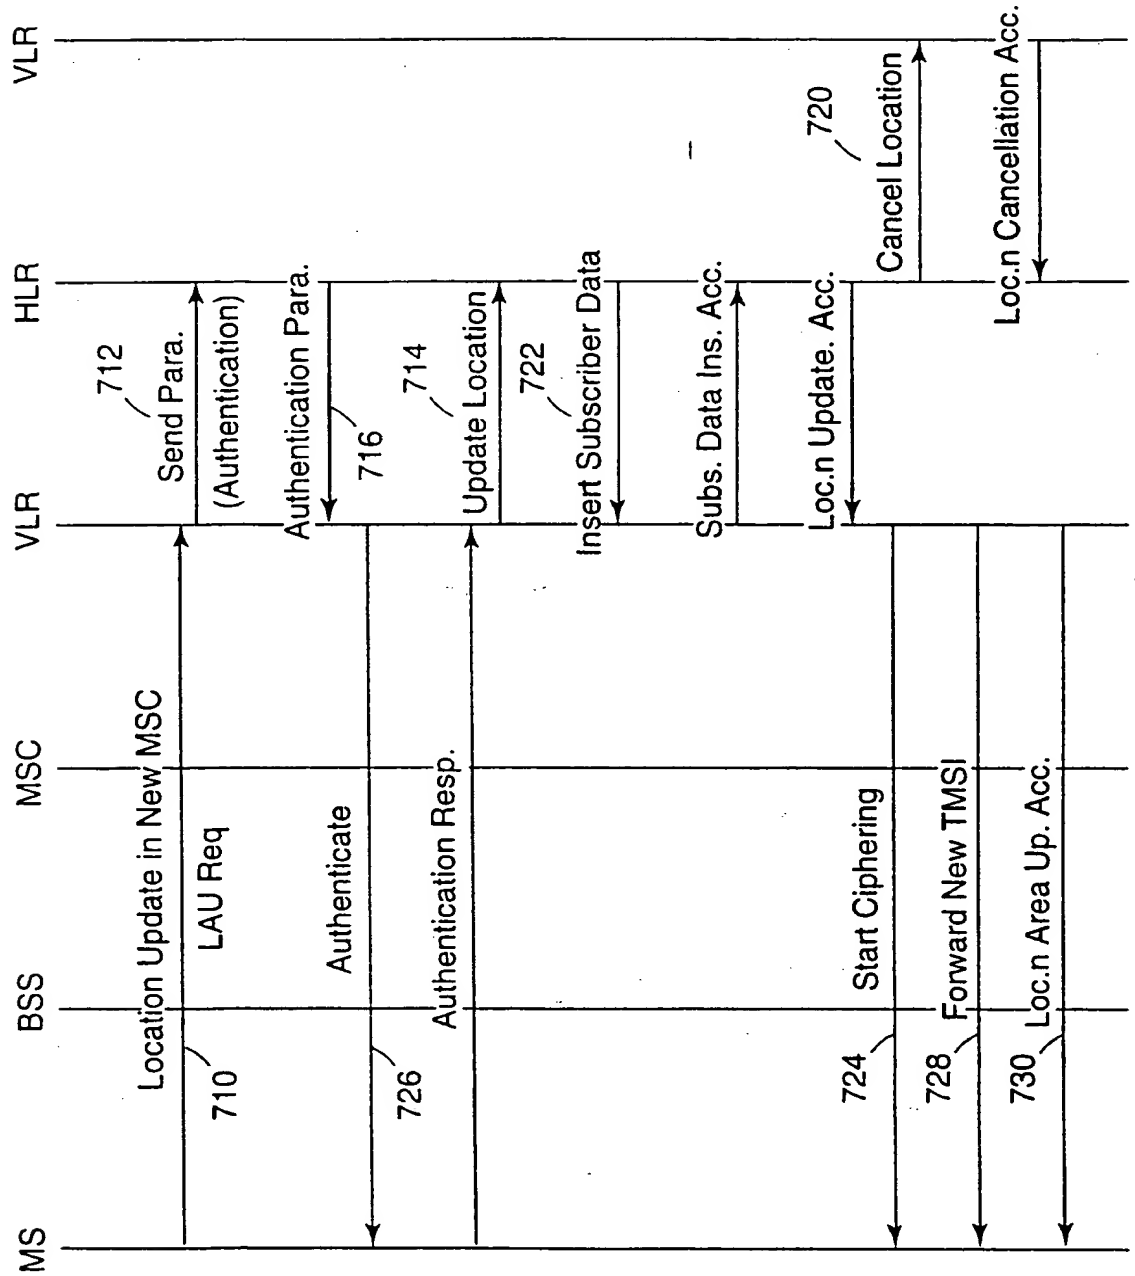 MS
BSS
MSC
VLR
HLR
VLR
Location Update in New MSC
710
LAU Req
712
Send Para.
(Authentication)
Authentication Para.
716
Authenticate
726
Authentication Resp.
714
Update Location
722
Insert Subscriber Data
Subs. Data Ins. Acc.
Loc.n Update. Acc.
724
Start Ciphering
720
Cancel Location
728
Forward New TMSI
Loc.n Cancellation Acc.
730
Loc.n Area Up. Acc.